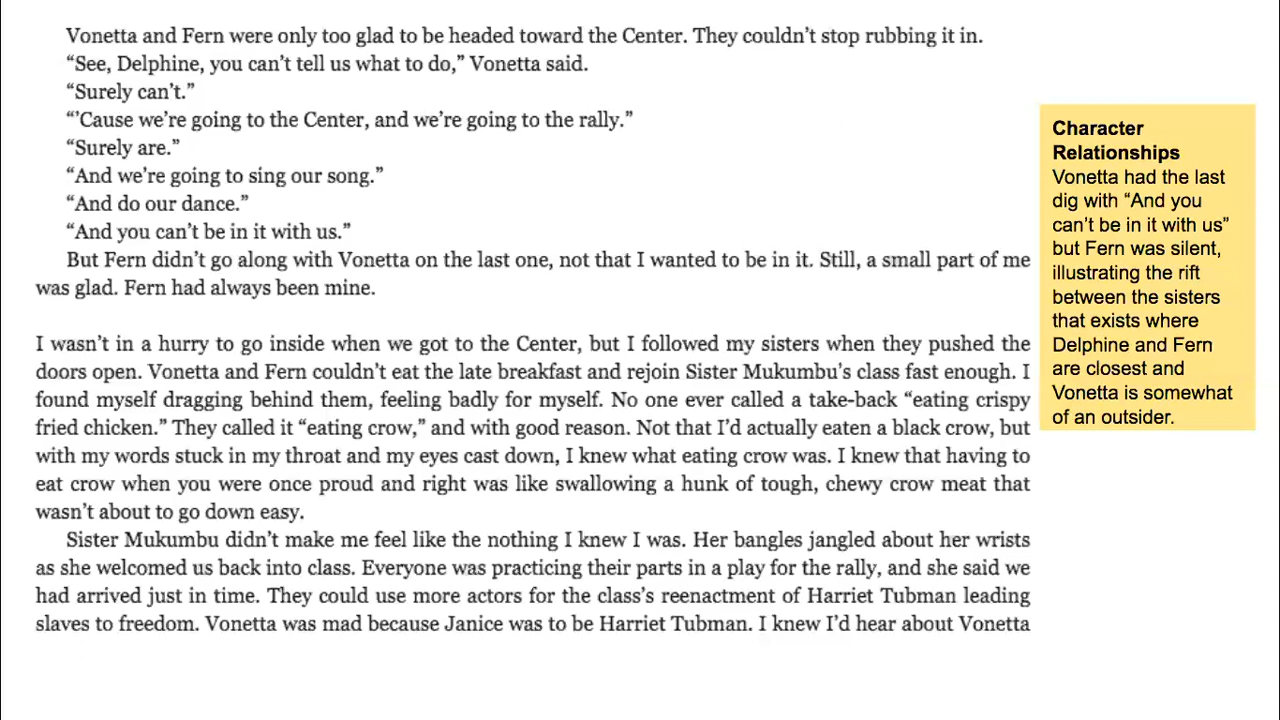 Vonetta and Fern were only too glad to be headed toward the Center. They couldn’t stop rubbing it in.
“See, Delphine, you can’t tell us what to do,” Vonetta said.
“Surely can’t.”
“’Cause we’re going to the Center, and we’re going to the rally.”
“Surely are.”
“And we’re going to sing our song.”
“And do our dance.”
“And you can’t be in it with us.”
But Fern didn’t go along with Vonetta on the last one, not that I wanted to be in it. Still, a small part of me
was glad. Fern had always been mine.
I wasn’t in a hurry to go inside when we got to the Center, but I followed my sisters when they pushed the
doors open. Vonetta and Fern couldn’t eat the late breakfast and rejoin Sister Mukumbu’s class fast enough. I
found myself dragging behind them, feeling badly for myself. No one ever called a take-back “eating crispy
fried chicken.” They called it “eating crow,” and with good reason. Not that I’d actually eaten a black crow, but
with my words stuck in my throat and my eyes cast down, I knew what eating crow was. I knew that having to
eat crow when you were once proud and right was like swallowing a hunk of tough, chewy crow meat that
wasn’t about to go down easy.
Sister Mukumbu didn’t make me feel like the nothing I knew I was. Her bangles jangled about her wrists
as she welcomed us back into class. Everyone was practicing their parts in a play for the rally, and she said we
had arrived just in time. They could use more actors for the class’s reenactment of Harriet Tubman leading
slaves to freedom. Vonetta was mad because Janice was to be Harriet Tubman. I knew I’d hear about Vonetta
Character
Relationships
Vonetta had the last
dig with “And you
can’t be in it with us”
but Fern was silent,
illustrating the rift
between the sisters
that exists where
Delphine and Fern
are closest and
Vonetta is somewhat
of an outsider.